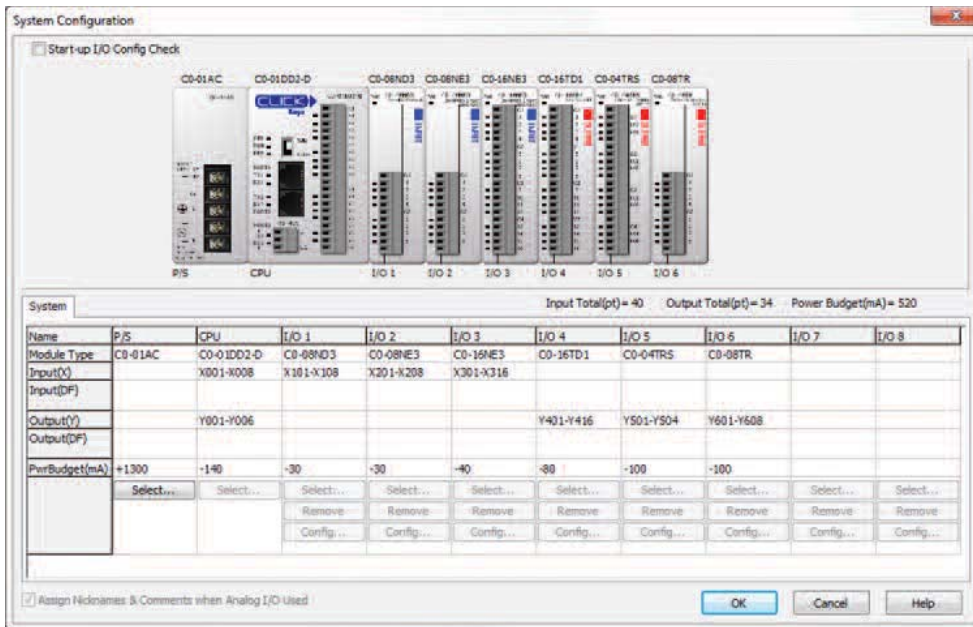 System Configuration
Start-up I/O Config Check
C0-01AC C0-01DD2-D C0-08ND3 C0-08NE3 C0-16NE3 C0-16TD1 C0-04TRS C0-08TR
CLICK
P/S CPU I/O 1 I/O 2 I/O 3 I/O 4 I/O 5 I/O 6
System Input Total(pt)= 40 Output Total(pt)= 34 Power Budget(mA)= 520
Name P/S CPU I/O 1 I/O 2 I/O 3 I/O 4 I/O 5 I/O 6 I/O 7 I/O 8
Module Type C0-01AC C0-01DD2-D C0-08ND3 C0-08NE3 C0-16NE3 C0-16TD1 C0-04TRS C0-08TR
Input(X) X001-X008 X101-X108 X201-X208 X301-X316
Input(DF)
Output(Y) Y001-Y006 Y401-Y416 Y501-Y504 Y601-Y608
Output(DF)
PwrBudget(mA) +1300 -140 -30 -30 -40 -80 -100 -100
Select... Select... Select... Select... Select... Select... Select... Select... Select... Select...
Remove Remove Remove Remove Remove Remove Remove Remove
Config... Config... Config... Config... Config... Config... Config... Config...
Assign Nicknames & Comments when Analog I/O Used
OK Cancel Help